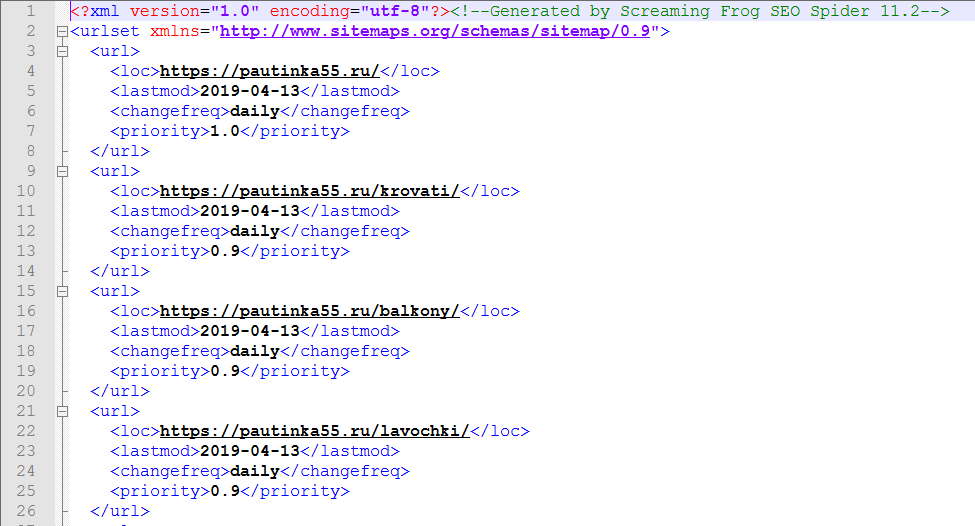 1 <?xml version="1.0" encoding="utf-8"?><!--Generated by Screaming Frog SEO Spider 11.2-->
2 <urlset xmlns="http://www.sitemaps.org/schemas/sitemap/0.9">
3 <url>
4 <loc>https://pautinka55.ru/</loc>
5 <lastmod>2019-04-13</lastmod>
6 <changefreq>daily</changefreq>
7 <priority>1.0</priority>
8 </url>
9 <url>
10 <loc>https://pautinka55.ru/krovati/</loc>
11 <lastmod>2019-04-13</lastmod>
12 <changefreq>daily</changefreq>
13 <priority>0.9</priority>
14 </url>
15 <url>
16 <loc>https://pautinka55.ru/balkony/</loc>
17 <lastmod>2019-04-13</lastmod>
18 <changefreq>daily</changefreq>
19 <priority>0.9</priority>
20 </url>
21 <url>
22 <loc>https://pautinka55.ru/lavochki/</loc>
23 <lastmod>2019-04-13</lastmod>
24 <changefreq>daily</changefreq>
25 <priority>0.9</priority>
26 </url>